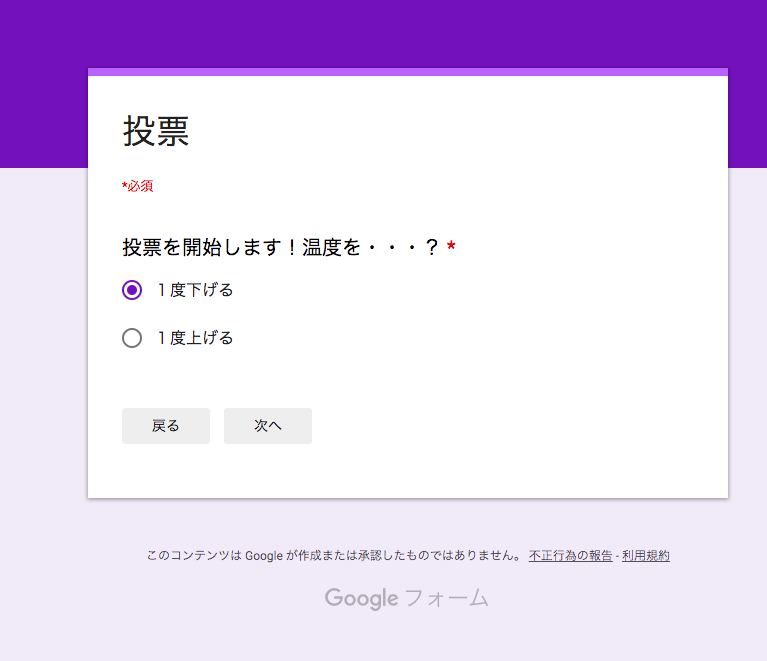 投票
*必須
投票を開始します！温度を・・・？ *
１度下げる
１度上げる
戻る 次へ
このコンテンツは Google が作成または承認したものではありません。 不正行為の報告 - 利用規約
Google フォーム